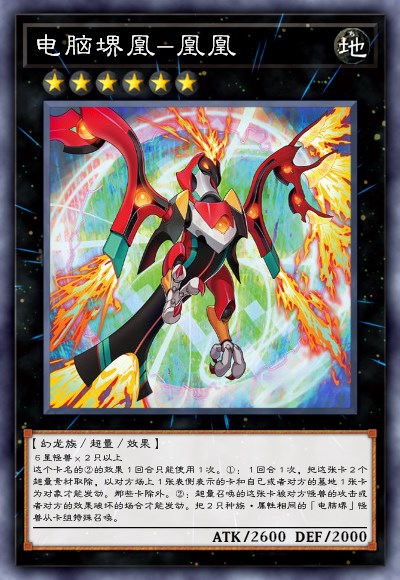 电脑堺凰-凰凰
地
【幻龙族/超量/效果】
6星怪兽×2只以上
这个卡名的②的效果1回合只能使用1次。①:1回合1次,把这张卡2个
超量素材取除,以对方场上1张表侧表示的卡和自己或者对方的墓地1张卡
为对象才能发动。那些卡除外。②:超量召唤的这张卡被对方怪兽的攻击或
者对方的效果破坏的场合才能发动。把2只种族·属性相同的「电脑堺」怪
兽从卡组特殊召唤。
ATK/2600 DEF/2000